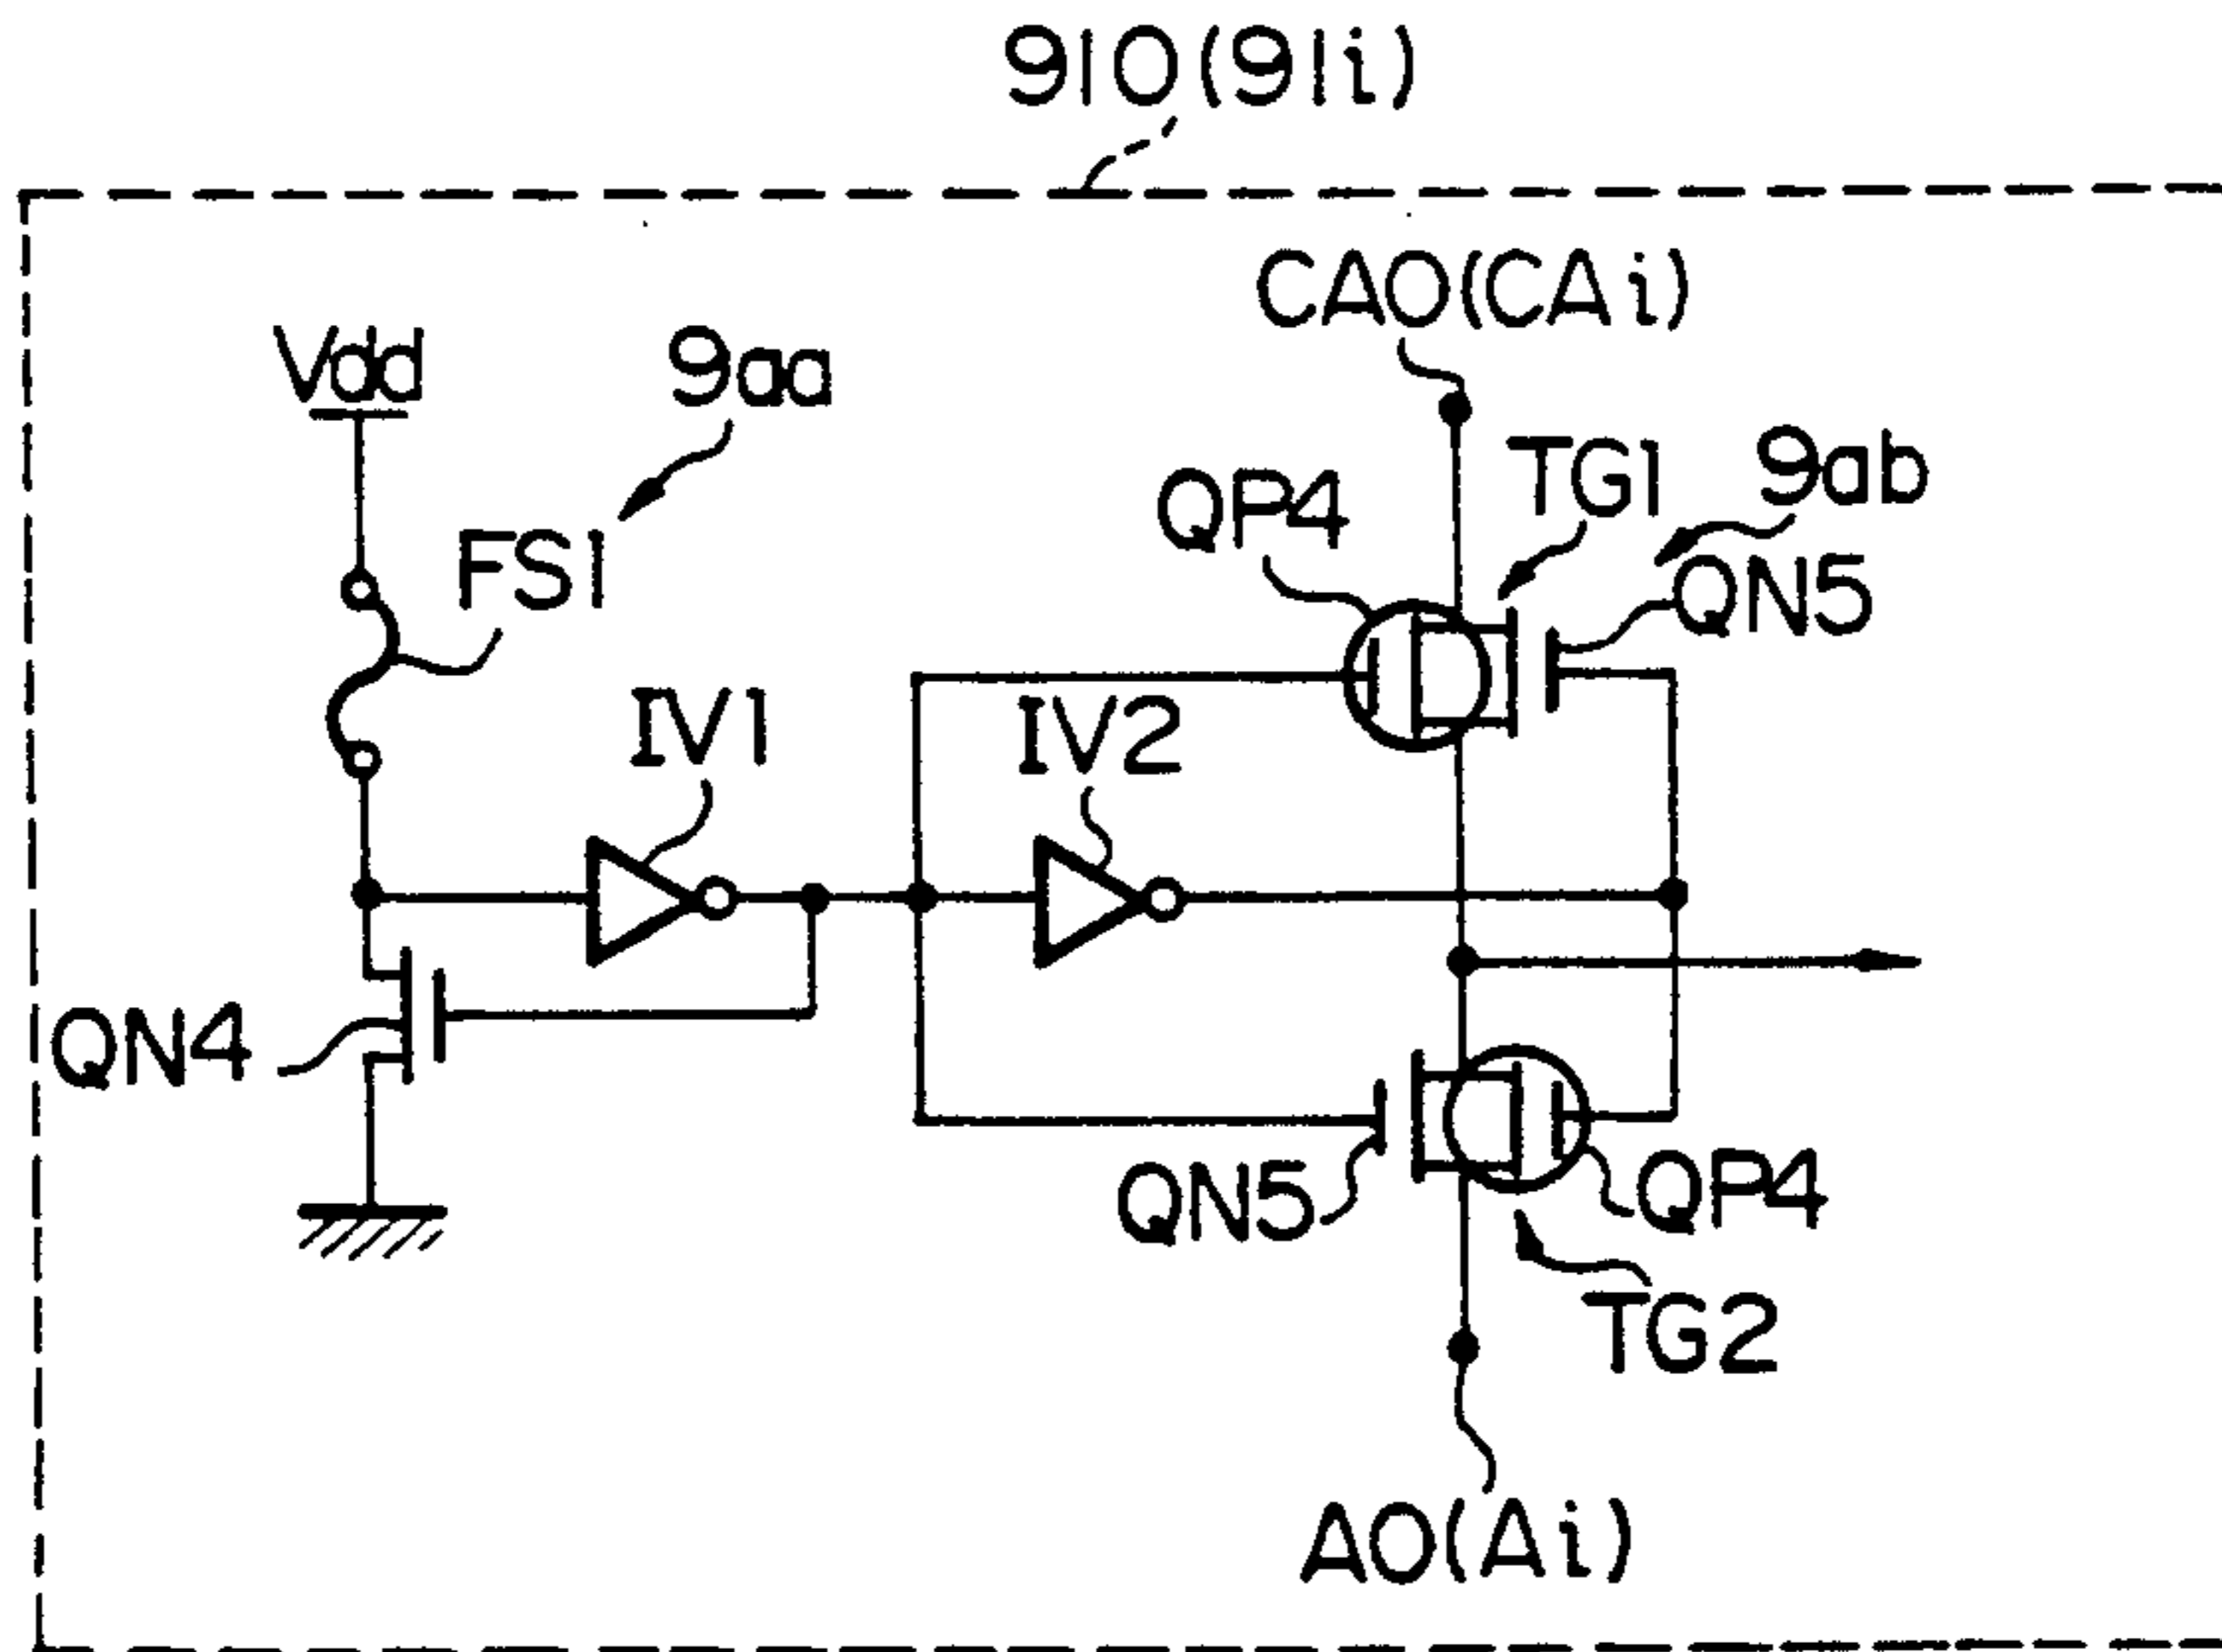 910(91i)
CA0(CAi)
Vdd
9aa
TG1
9ab
QP4
FS1
QN5
IV1
IV2
QN4
QN5
QP4
TG2
A0(Ai)